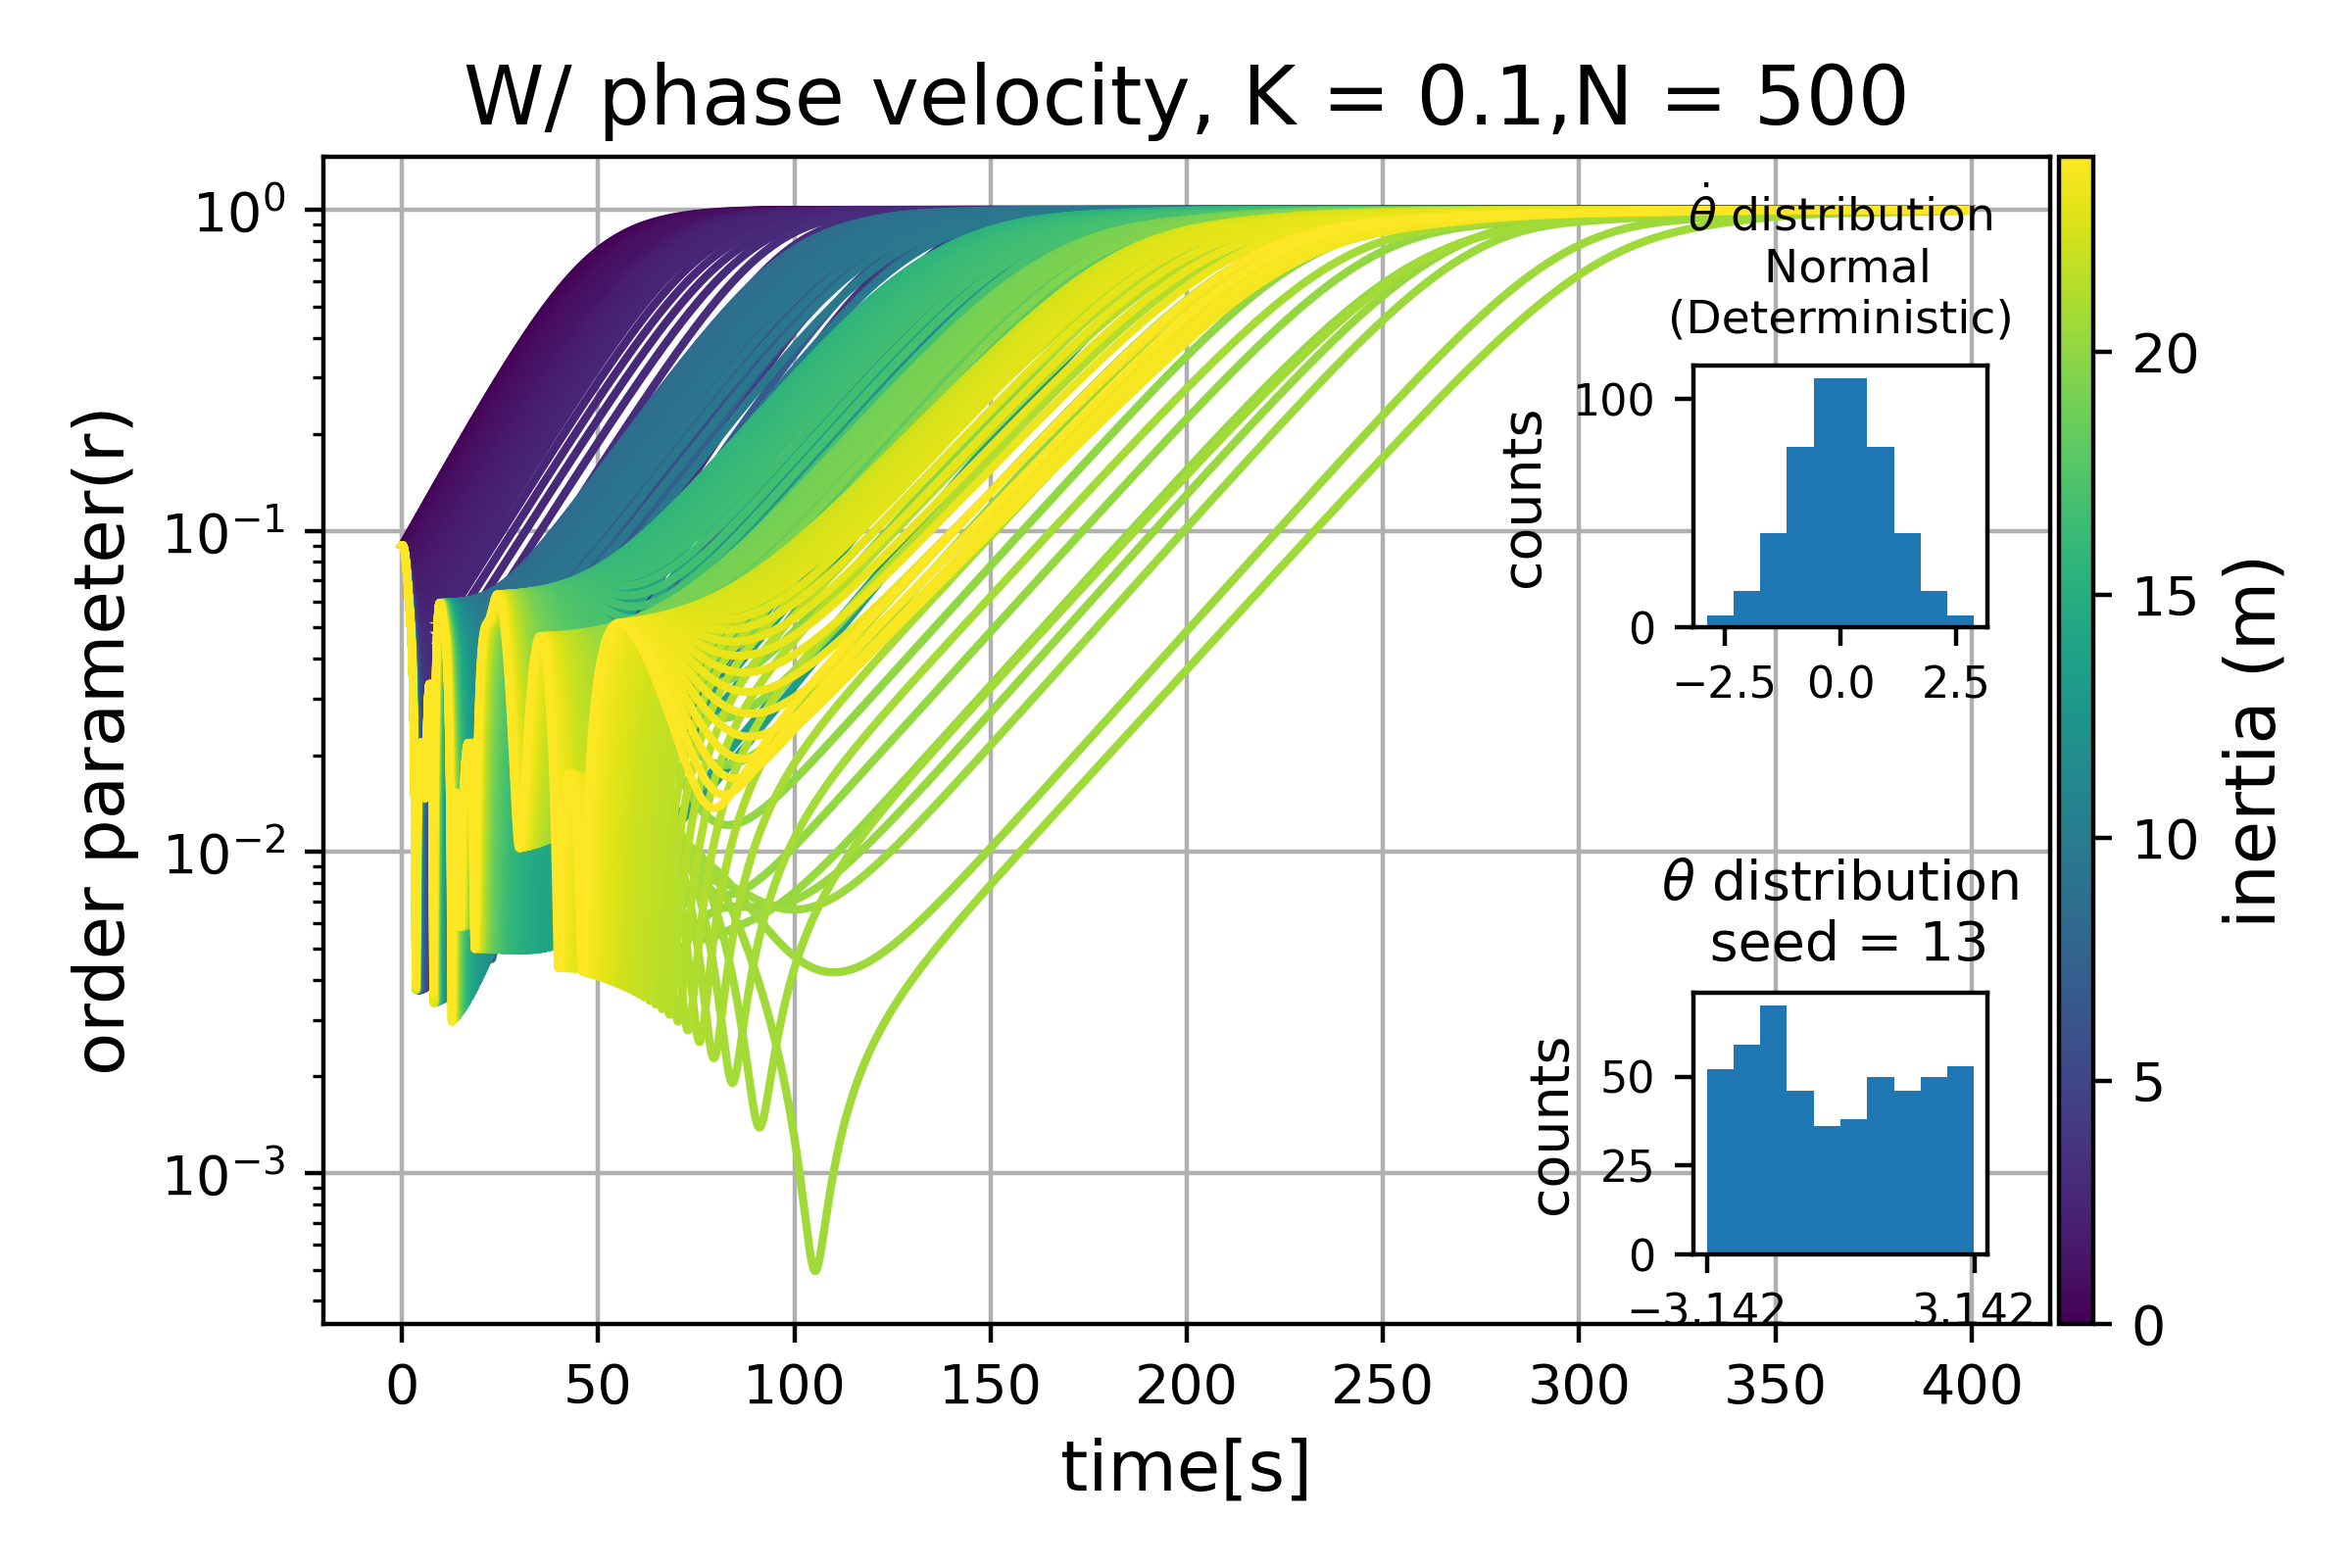 W/ phase velocity, K = 0.1,N = 500
order parameter(r)
10⁰
10⁻¹
10⁻²
10⁻³
0 50 100 150 200 250 300 350 400
time[s]
θ̇ distribution
Normal
(Deterministic)
counts
100
0
−2.5 0.0 2.5
θ distribution
seed = 13
counts
50
25
0
−3.142 3.142
20
15
10
5
0
inertia (m)